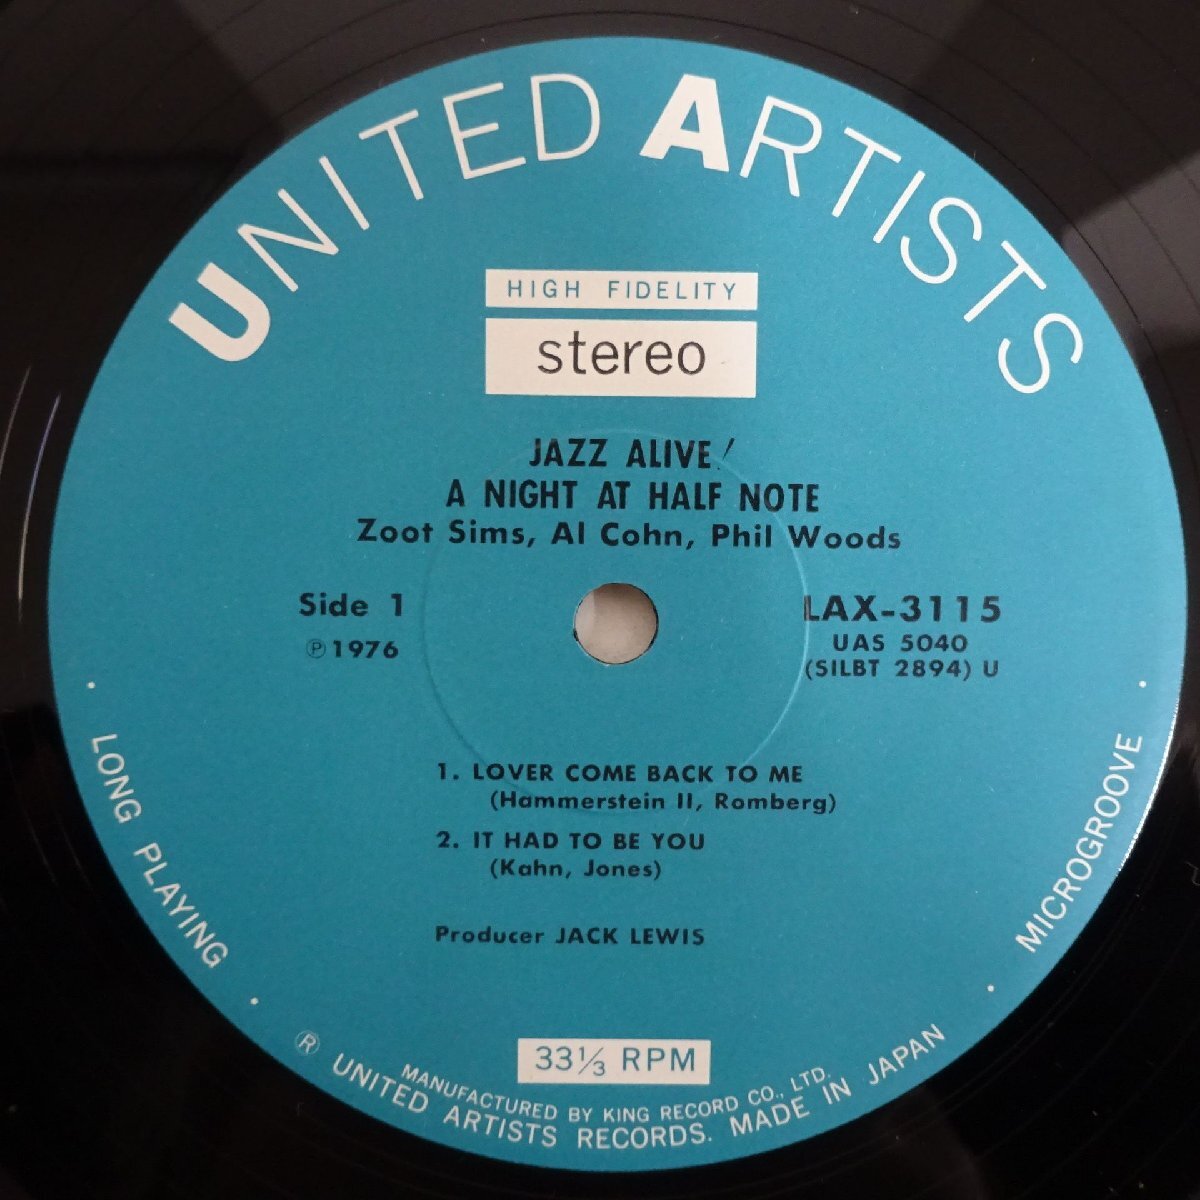 UNITED ARTISTS
HIGH FIDELITY
stereo
JAZZ ALIVE!
A NIGHT AT HALF NOTE
Zoot Sims, Al Cohn, Phil Woods
Side 1
℗1976
LAX-3115
UAS 5040
(SILBT 2894) U
1. LOVER COME BACK TO ME
(Hammerstein II, Romberg)
2. IT HAD TO BE YOU
(Kahn, Jones)
Producer JACK LEWIS
33⅓ RPM
· LONG PLAYING ·
· MICROGROOVE ·
MANUFACTURED BY KING RECORD CO., LTD.
® UNITED ARTISTS RECORDS. MADE IN JAPAN